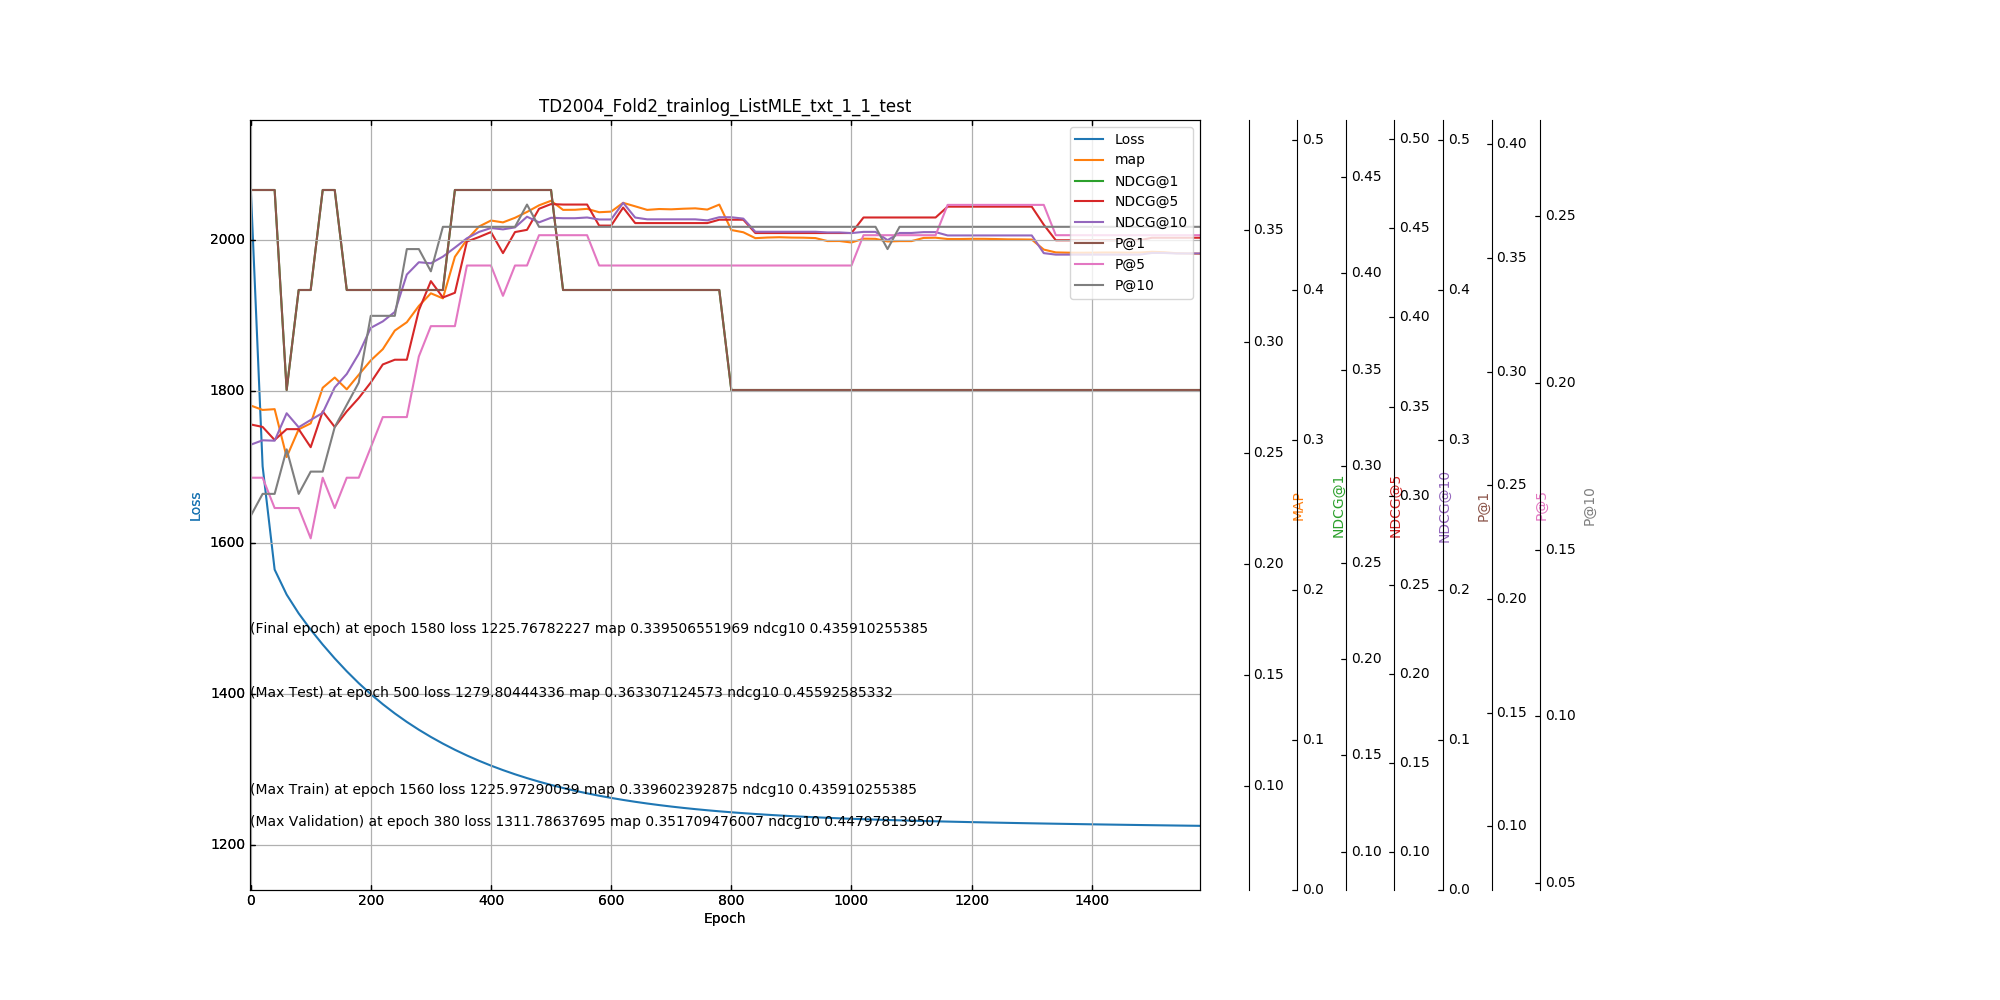 TD2004_Fold2_trainlog_ListMLE_txt_1_1_test
Loss
map
NDCG@1
NDCG@5
NDCG@10
P@1
P@5
P@10
2000
1800
1600
1400
1200
Loss
(Final epoch) at epoch 1580 loss 1225.76782227 map 0.339506551969 ndcg10 0.435910255385
(Max Test) at epoch 500 loss 1279.80444336 map 0.363307124573 ndcg10 0.45592585332
(Max Train) at epoch 1560 loss 1225.97290039 map 0.339602392875 ndcg10 0.435910255385
(Max Validation) at epoch 380 loss 1311.78637695 map 0.351709476007 ndcg10 0.447978139507
0 200 400 600 800 1000 1200 1400
Epoch
0.35
0.30
0.25
0.20
0.15
0.10
MAP
0.5
0.4
0.3
0.2
0.1
0.0
NDCG@1
0.45
0.40
0.35
0.30
0.25
0.20
0.15
0.10
NDCG@5
0.50
0.45
0.40
0.35
0.30
0.25
0.20
0.15
0.10
NDCG@10
0.5
0.4
0.3
0.2
0.1
0.0
P@1
0.40
0.35
0.30
0.25
0.20
0.15
0.10
P@5
0.25
0.20
0.15
0.10
0.05
P@10